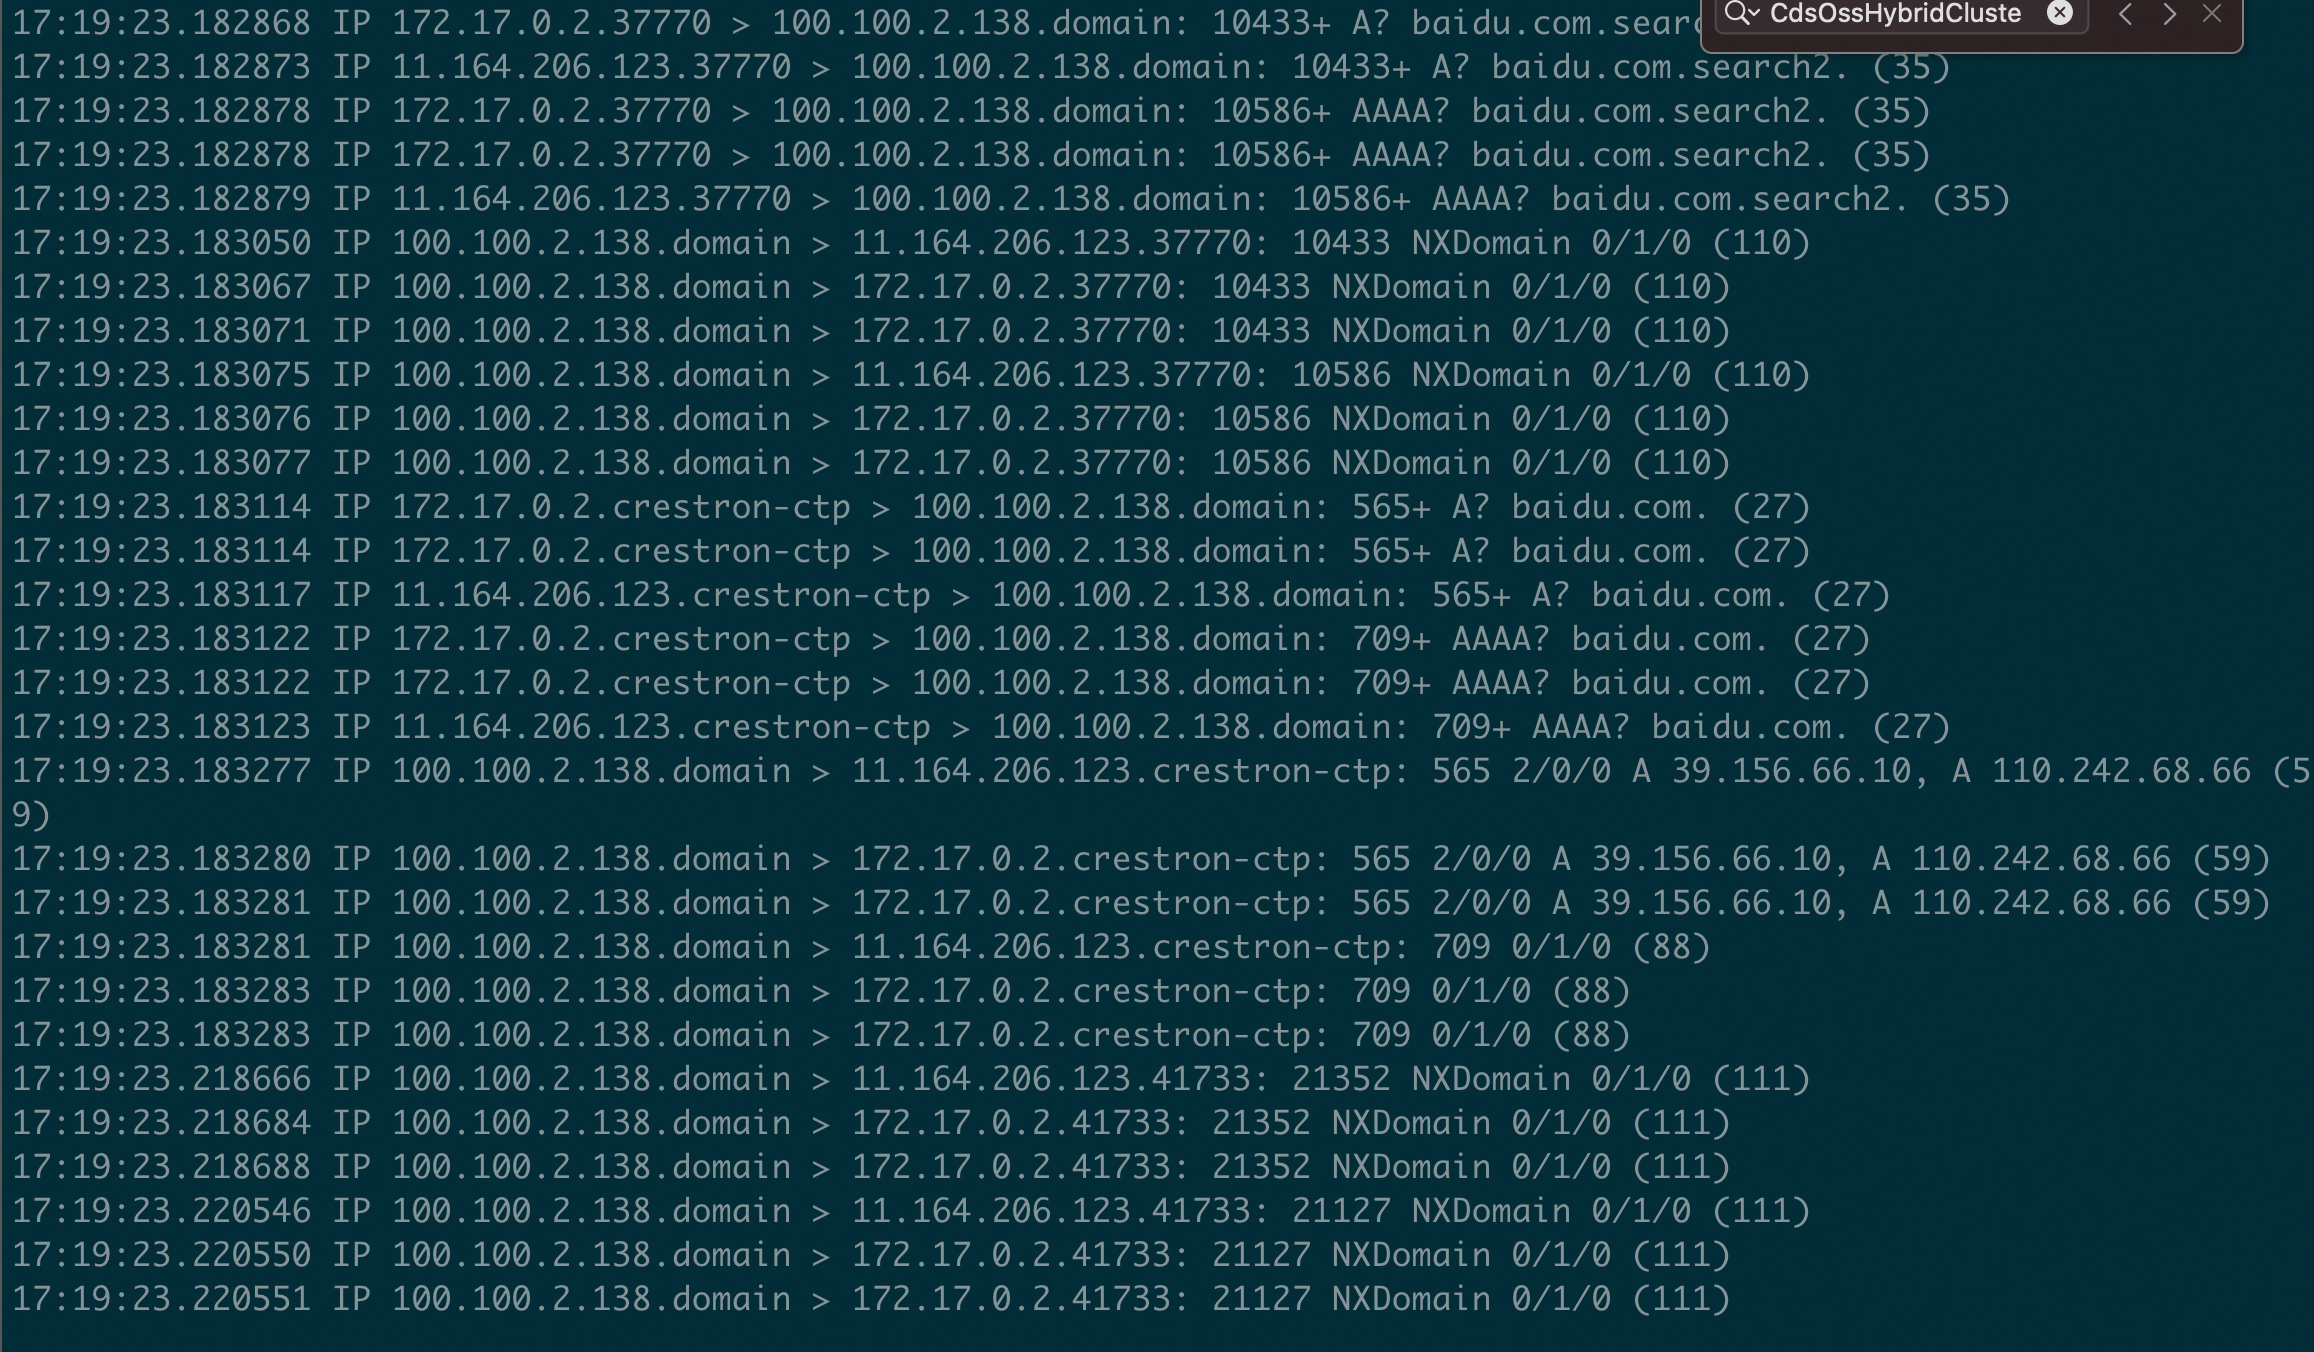 17:19:23.182868 IP 172.17.0.2.37770 > 100.100.2.138.domain: 10433+ A? baidu.com.searc
CdsOssHybridCluste
17:19:23.182873 IP 11.164.206.123.37770 > 100.100.2.138.domain: 10433+ A? baidu.com.search2. (35)
17:19:23.182878 IP 172.17.0.2.37770 > 100.100.2.138.domain: 10586+ AAAA? baidu.com.search2. (35)
17:19:23.182878 IP 172.17.0.2.37770 > 100.100.2.138.domain: 10586+ AAAA? baidu.com.search2. (35)
17:19:23.182879 IP 11.164.206.123.37770 > 100.100.2.138.domain: 10586+ AAAA? baidu.com.search2. (35)
17:19:23.183050 IP 100.100.2.138.domain > 11.164.206.123.37770: 10433 NXDomain 0/1/0 (110)
17:19:23.183067 IP 100.100.2.138.domain > 172.17.0.2.37770: 10433 NXDomain 0/1/0 (110)
17:19:23.183071 IP 100.100.2.138.domain > 172.17.0.2.37770: 10433 NXDomain 0/1/0 (110)
17:19:23.183075 IP 100.100.2.138.domain > 11.164.206.123.37770: 10586 NXDomain 0/1/0 (110)
17:19:23.183076 IP 100.100.2.138.domain > 172.17.0.2.37770: 10586 NXDomain 0/1/0 (110)
17:19:23.183077 IP 100.100.2.138.domain > 172.17.0.2.37770: 10586 NXDomain 0/1/0 (110)
17:19:23.183114 IP 172.17.0.2.crestron-ctp > 100.100.2.138.domain: 565+ A? baidu.com. (27)
17:19:23.183114 IP 172.17.0.2.crestron-ctp > 100.100.2.138.domain: 565+ A? baidu.com. (27)
17:19:23.183117 IP 11.164.206.123.crestron-ctp > 100.100.2.138.domain: 565+ A? baidu.com. (27)
17:19:23.183122 IP 172.17.0.2.crestron-ctp > 100.100.2.138.domain: 709+ AAAA? baidu.com. (27)
17:19:23.183122 IP 172.17.0.2.crestron-ctp > 100.100.2.138.domain: 709+ AAAA? baidu.com. (27)
17:19:23.183123 IP 11.164.206.123.crestron-ctp > 100.100.2.138.domain: 709+ AAAA? baidu.com. (27)
17:19:23.183277 IP 100.100.2.138.domain > 11.164.206.123.crestron-ctp: 565 2/0/0 A 39.156.66.10, A 110.242.68.66 (5
9)
17:19:23.183280 IP 100.100.2.138.domain > 172.17.0.2.crestron-ctp: 565 2/0/0 A 39.156.66.10, A 110.242.68.66 (59)
17:19:23.183281 IP 100.100.2.138.domain > 172.17.0.2.crestron-ctp: 565 2/0/0 A 39.156.66.10, A 110.242.68.66 (59)
17:19:23.183281 IP 100.100.2.138.domain > 11.164.206.123.crestron-ctp: 709 0/1/0 (88)
17:19:23.183283 IP 100.100.2.138.domain > 172.17.0.2.crestron-ctp: 709 0/1/0 (88)
17:19:23.183283 IP 100.100.2.138.domain > 172.17.0.2.crestron-ctp: 709 0/1/0 (88)
17:19:23.218666 IP 100.100.2.138.domain > 11.164.206.123.41733: 21352 NXDomain 0/1/0 (111)
17:19:23.218684 IP 100.100.2.138.domain > 172.17.0.2.41733: 21352 NXDomain 0/1/0 (111)
17:19:23.218688 IP 100.100.2.138.domain > 172.17.0.2.41733: 21352 NXDomain 0/1/0 (111)
17:19:23.220546 IP 100.100.2.138.domain > 11.164.206.123.41733: 21127 NXDomain 0/1/0 (111)
17:19:23.220550 IP 100.100.2.138.domain > 172.17.0.2.41733: 21127 NXDomain 0/1/0 (111)
17:19:23.220551 IP 100.100.2.138.domain > 172.17.0.2.41733: 21127 NXDomain 0/1/0 (111)